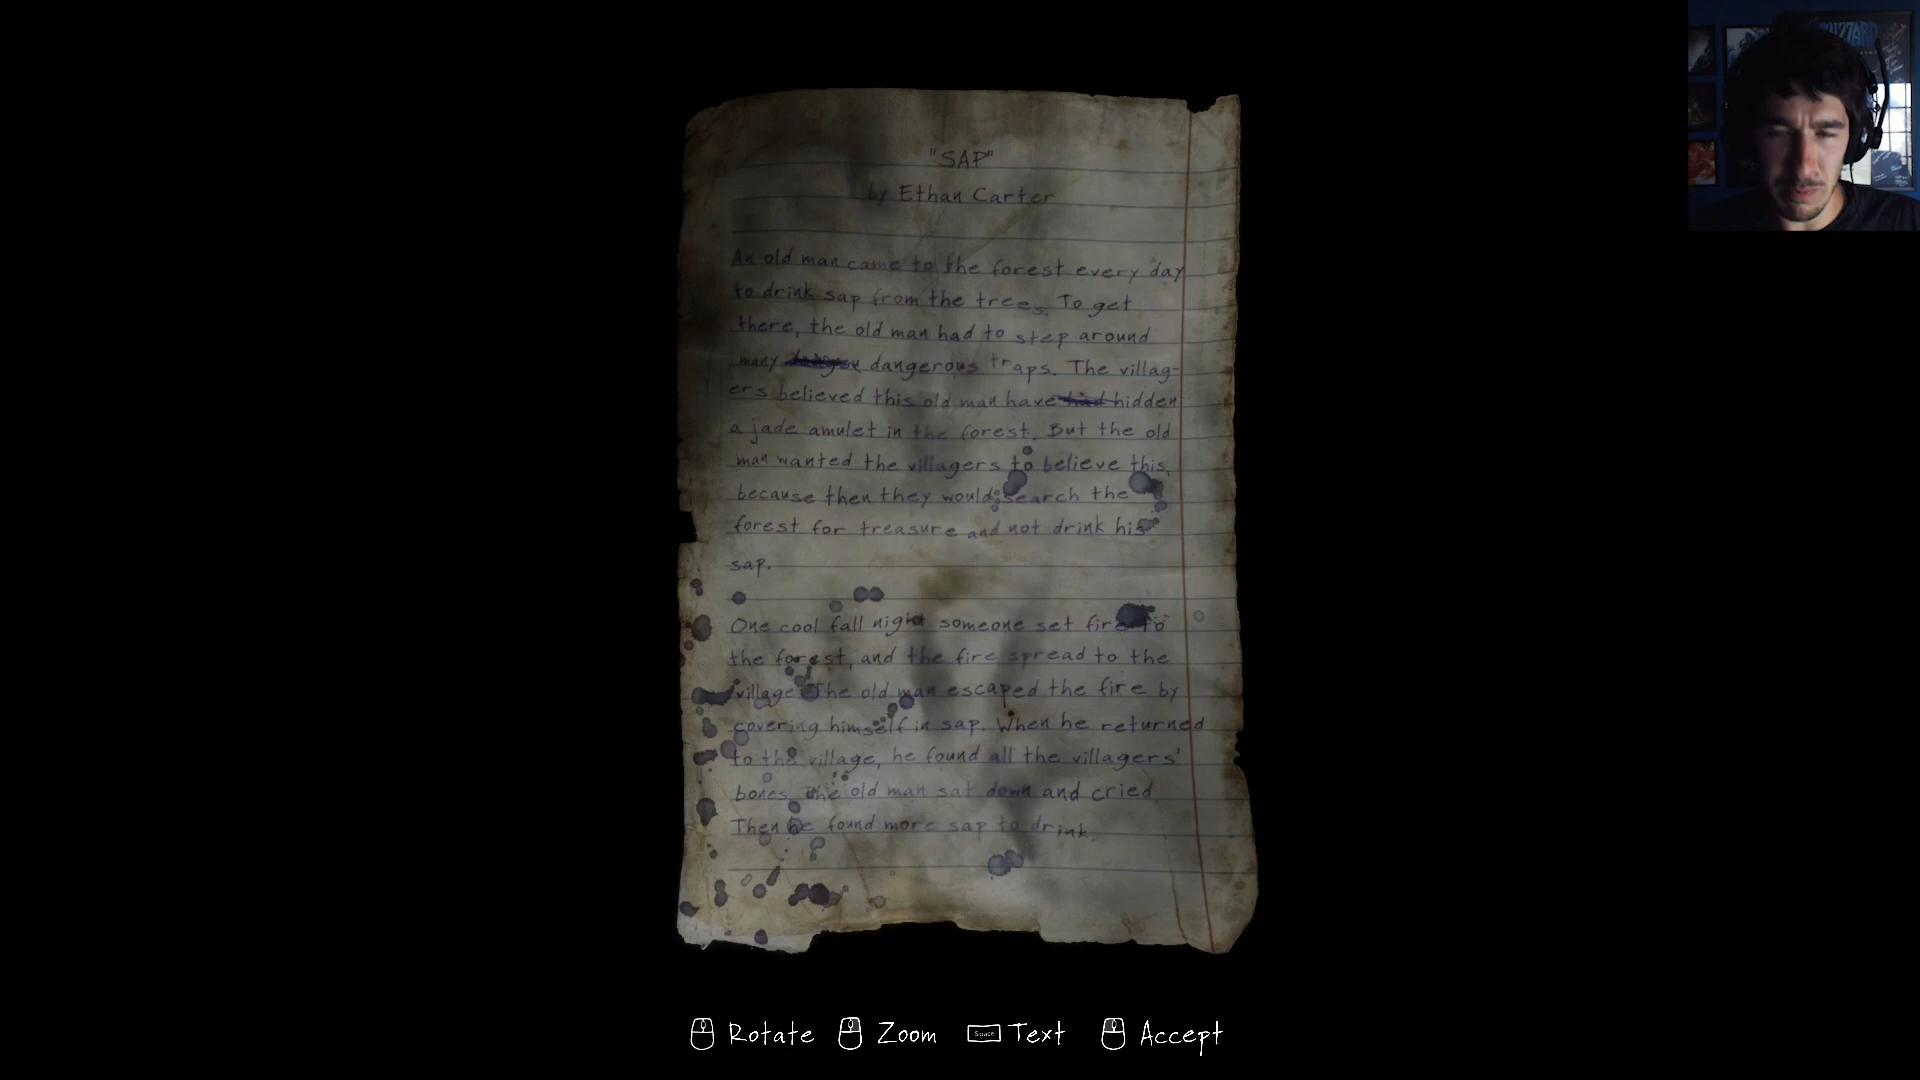 "SAP"
by Ethan Carter
An old man came to the forest every day
to drink sap from the trees. To get
there, the old man had to step around
many dangerous traps. The villag-
ers believed this old man have had hidden
a jade amulet in the forest. But the old
man wanted the villagers to believe this,
because then they would search the
forest for treasure and not drink his
sap.
One cool fall night someone set fire to
the forest, and the fire spread to the
village. The old man escaped the fire by
covering himself in sap. When he returned
to the village, he found all the villagers'
bones. The old man sat down and cried.
Then he found more sap to drink.
Rotate Zoom Space Text Accept
BLIZZARD